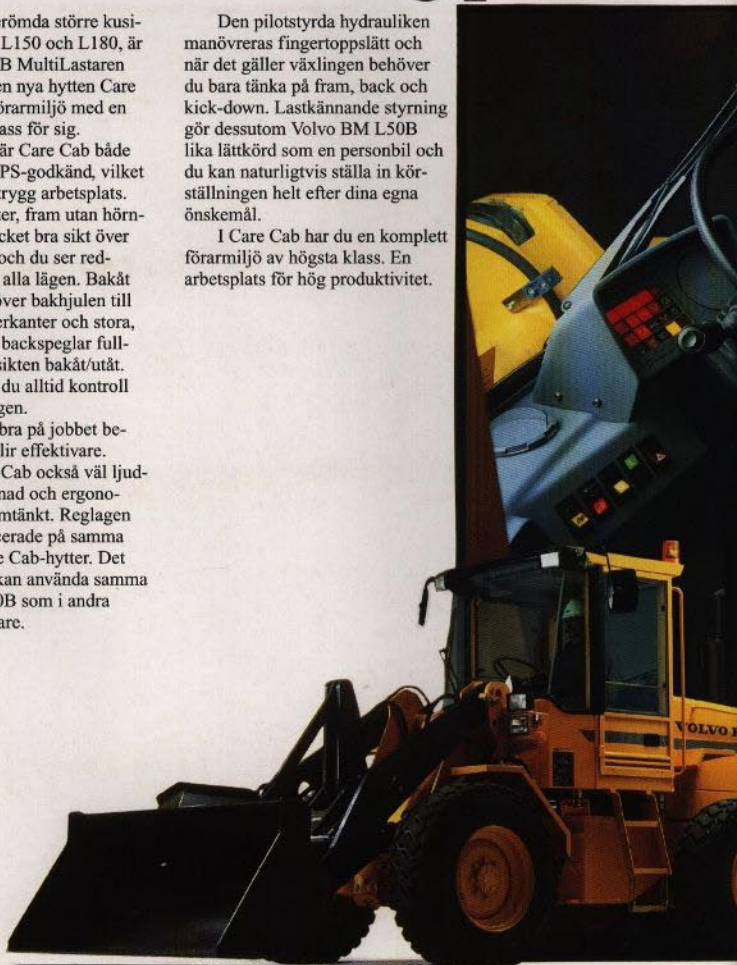 römda större kusi-
L150 och L180, är
B MultiLastaren
en nya hytten Care
örarmiljö med en
ass för sig.
är Care Cab både
PS-godkänd, vilket
trygg arbetsplats.
ter, fram utan hörn-
cket bra sikt över
och du ser red-
alla lägen. Bakåt
över bakhjulen till
erkanter och stora,
backspeglar full-
sikten bakåt/utåt.
du alltid kontroll
gen.
bra på jobbet be-
lir effektivare.
Cab också väl ljud-
nad och ergono-
mtänkt. Reglagen
erade på samma
e Cab-hytter. Det
kan använda samma
0B som i andra
are.
Den pilotstyrda hydrauliken
manövreras fingertoppslätt och
när det gäller växlingen behöver
du bara tänka på fram, back och
kick-down. Lastkännande styrning
gör dessutom Volvo BM L50B
lika lättkörd som en personbil och
du kan naturligtvis ställa in kör-
ställningen helt efter dina egna
önskemål.
I Care Cab har du en komplett
förarmiljö av högsta klass. En
arbetsplats för hög produktivitet.
VOLVO